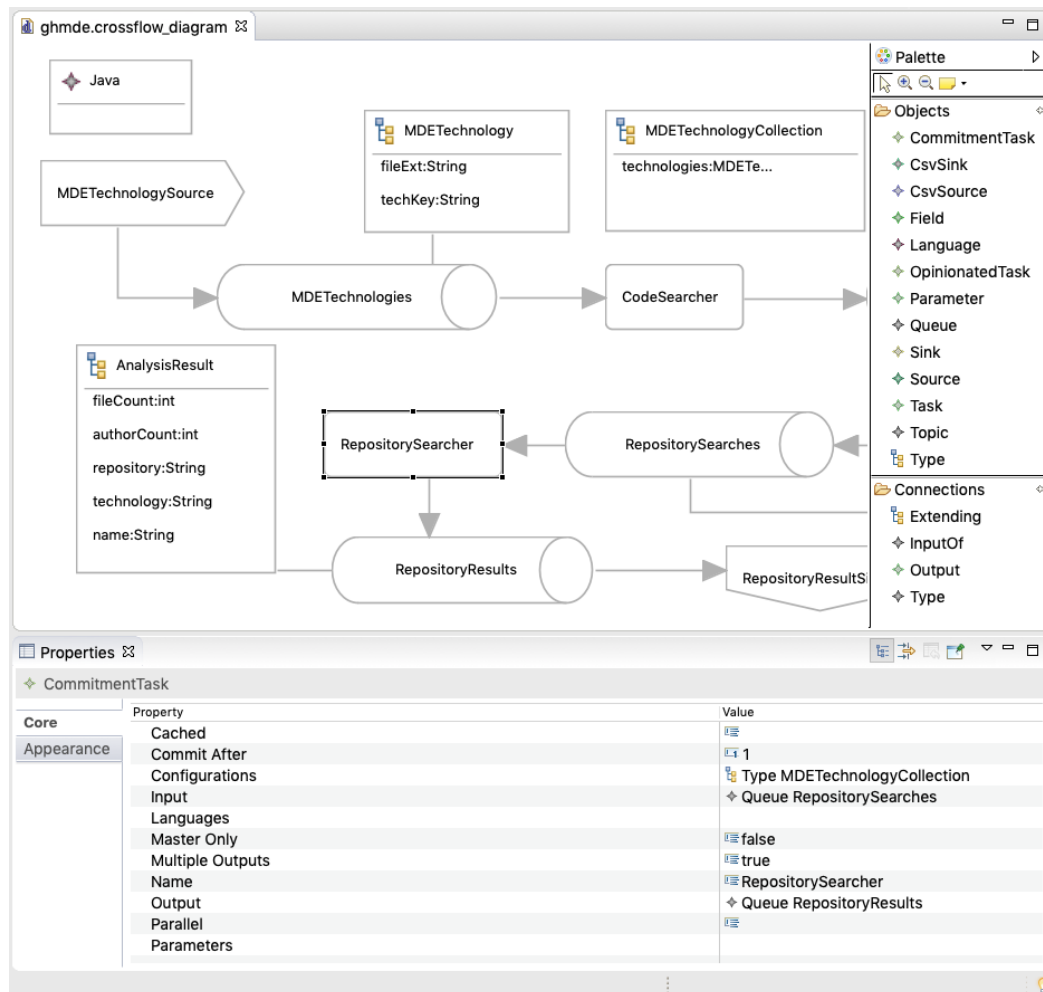 ghmde.crossflow_diagram
Java
MDETechnologySource
MDETechnology
fileExt:String
techKey:String
MDETechnologyCollection
technologies:MDETe...
MDETechnologies
CodeSearcher
AnalysisResult
fileCount:int
authorCount:int
repository:String
technology:String
name:String
RepositorySearcher
RepositorySearches
RepositoryResults
RepositoryResultSi
Palette
Objects
CommitmentTask
CsvSink
CsvSource
Field
Language
OpinionatedTask
Parameter
Queue
Sink
Source
Task
Topic
Type
Connections
Extending
InputOf
Output
Type
Properties
CommitmentTask
Core
Appearance
Property Value
Cached
Commit After 1
Configurations Type MDETechnologyCollection
Input Queue RepositorySearches
Languages
Master Only false
Multiple Outputs true
Name RepositorySearcher
Output Queue RepositoryResults
Parallel
Parameters